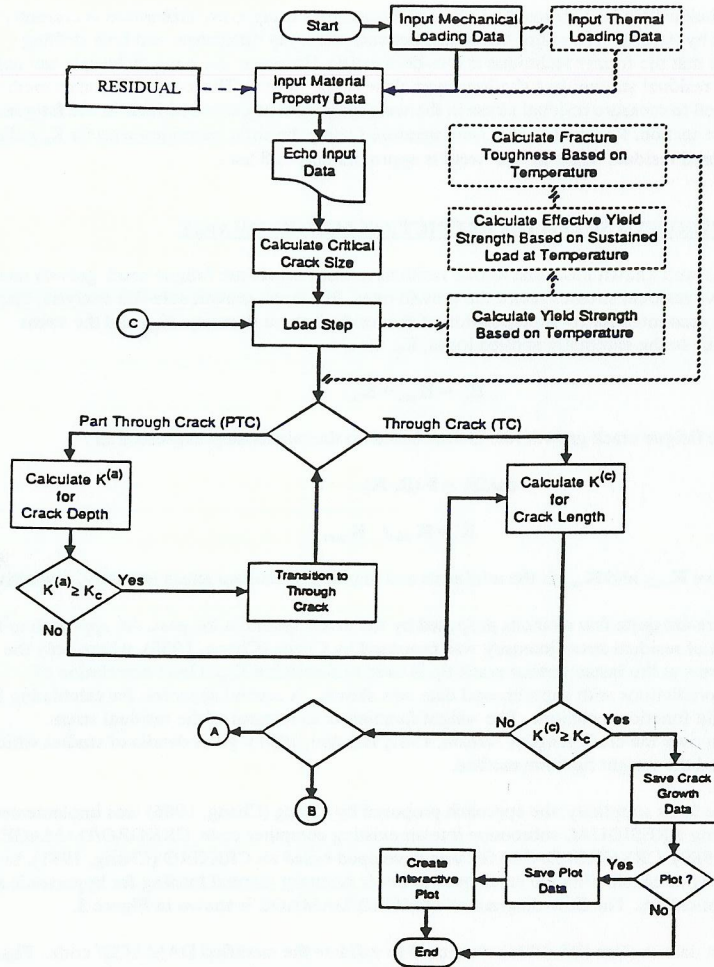 Start
Input Mechanical
Loading Data
Input Thermal
Loading Data
RESIDUAL
Input Material
Property Data
Echo Input
Data
Calculate Fracture
Toughness Based on
Temperature
Calculate Effective Yield
Strength Based on Sustained
Load at Temperature
Calculate Critical
Crack Size
C
Load Step
Calculate Yield Strength
Based on Temperature
Part Through Crack (PTC)
Through Crack (TC)
Calculate K(a)
for
Crack Depth
Calculate K(c)
for
Crack Length
K(a) ≥ Kc
Yes
Transition to
Through
Crack
No
A
No
K(c) ≥ Kc
Yes
B
Save Crack
Growth
Data
Create
Interactive
Plot
Save Plot
Data
Yes
Plot ?
No
End